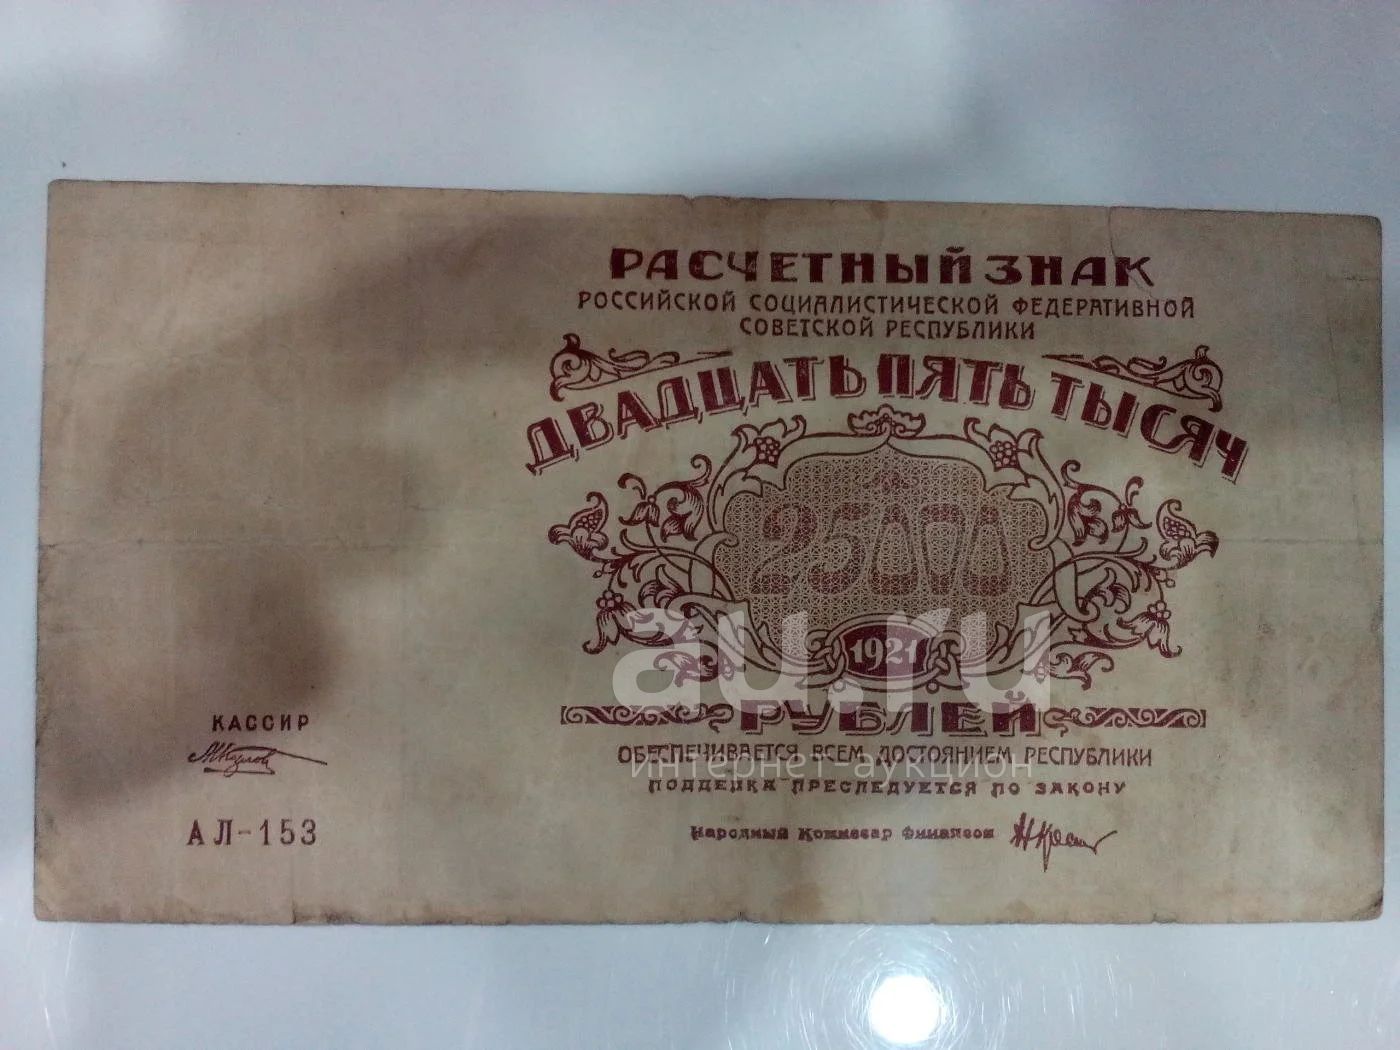 РАСЧЕТНЫЙ ЗНАК
РОССИЙСКОЙ СОЦИАЛИСТИЧЕСКОЙ ФЕДЕРАТИВНОЙ
СОВЕТСКОЙ РЕСПУБЛИКИ
ДВАДЦАТЬ ПЯТЬ ТЫСЯЧ
25000
1921
РУБЛЕЙ
ОБЕСПЕЧИВАЕТСЯ ВСЕМ ДОСТОЯНИЕМ РЕСПУБЛИКИ
ПОДДЕЛКА ПРЕСЛЕДУЕТСЯ ПО ЗАКОНУ
Народный Комиссар Финансов
КАССИР
АЛ-153
au.ru
интернет аукцион